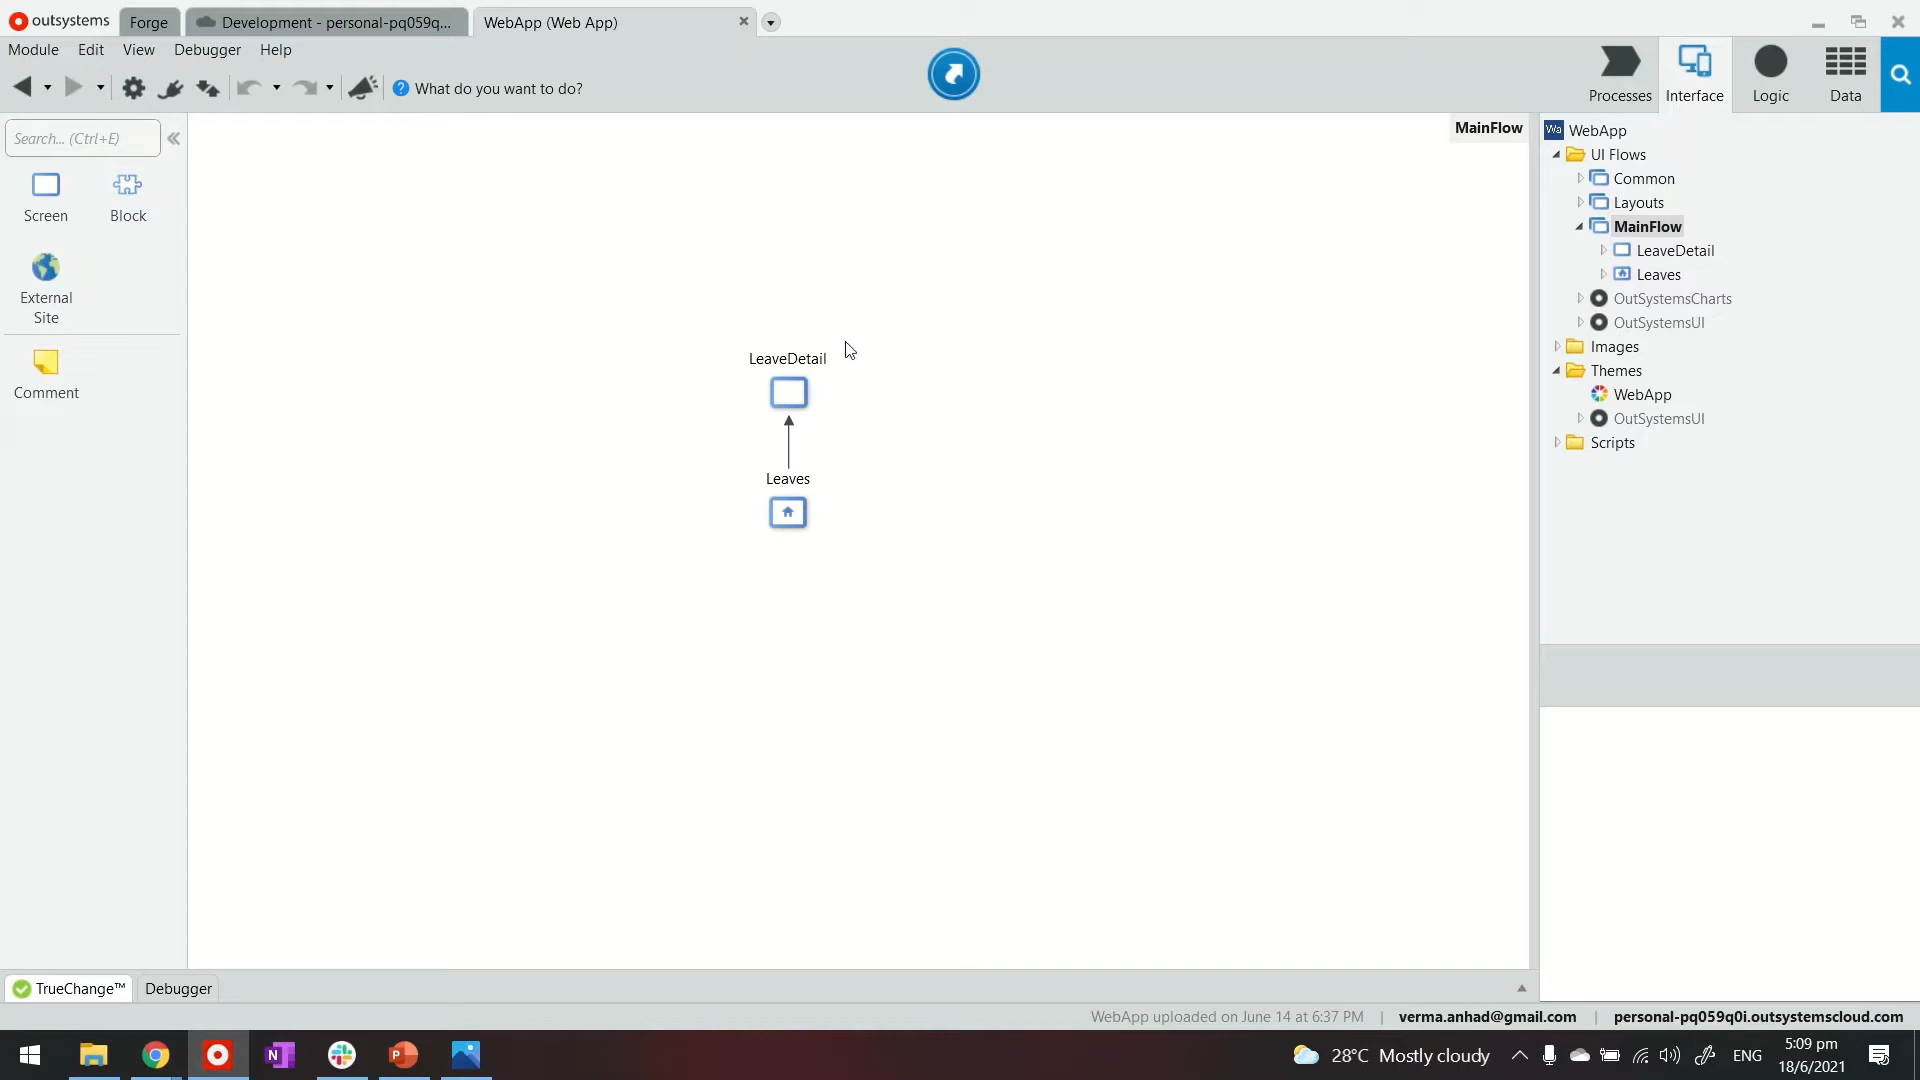 outsystems
Forge
Development - personal-pq059q...
WebApp (Web App)
Module Edit View Debugger Help
What do you want to do?
Processes
Interface
Logic
Data
Search... (Ctrl+E)
Screen
Block
External
Site
Comment
MainFlow
LeaveDetail
Leaves
Wa WebApp
UI Flows
Common
Layouts
MainFlow
LeaveDetail
Leaves
OutSystemsCharts
OutSystemsUI
Images
Themes
WebApp
OutSystemsUI
Scripts
TrueChange™ Debugger
WebApp uploaded on June 14 at 6:37 PM | verma.anhad@gmail.com | personal-pq059q0i.outsystemscloud.com
N
P
28°C Mostly cloudy
ENG
5:09 pm
18/6/2021